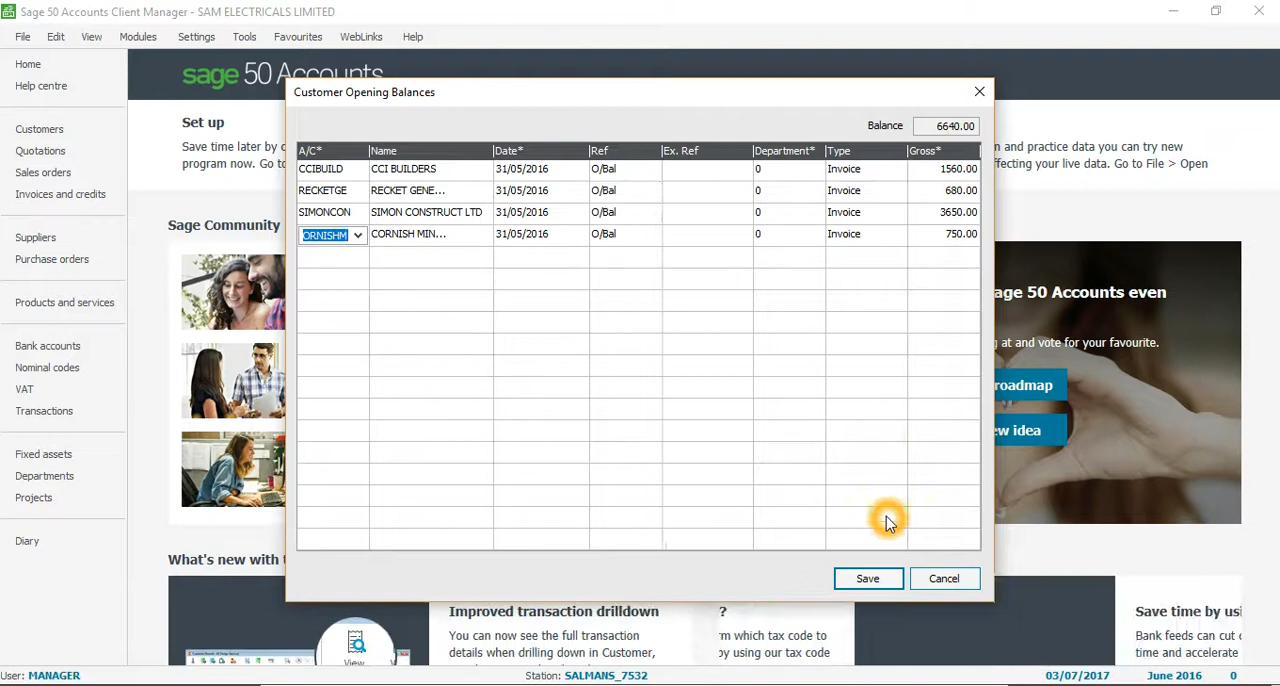 Sage 50 Accounts Client Manager - SAM ELECTRICALS LIMITED
File Edit View Modules Settings Tools Favourites WebLinks Help
Home
Help centre
Customers
Quotations
Sales orders
Invoices and credits
Suppliers
Purchase orders
Products and services
Bank accounts
Nominal codes
VAT
Transactions
Fixed assets
Departments
Projects
Diary
sage 50 Accounts
Set up
Save time later by
program now. Go to
and practice data you can try new
ffecting your live data. Go to File > Open
Sage Community
Customer Opening Balances
Balance 6640.00
A/C* Name Date* Ref Ex. Ref Department* Type Gross*
CCIBUILD CCI BUILDERS 31/05/2016 O/Bal 0 Invoice 1560.00
RECKETGE RECKET GENE... 31/05/2016 O/Bal 0 Invoice 680.00
SIMONCON SIMON CONSTRUCT LTD 31/05/2016 O/Bal 0 Invoice 3650.00
ORNISHM CORNISH MIN... 31/05/2016 O/Bal 0 Invoice 750.00
Save Cancel
age 50 Accounts even
at and vote for your favourite.
roadmap
ew idea
What's new with
Improved transaction drilldown
You can now see the full transaction
details when drilling down in Customer,
?
rm which tax code to
by using our tax code
Save time by usi
Bank feeds can cut
time and accelerate
View
User: MANAGER Station: SALMANS_7532 03/07/2017 June 2016 0